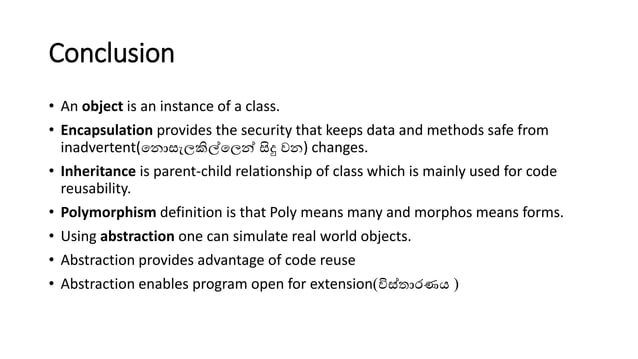 Conclusion
• An object is an instance of a class.
• Encapsulation provides the security that keeps data and methods safe from
inadvertent(නොසැලකිල්ලෙන් සිදු වන) changes.
• Inheritance is parent-child relationship of class which is mainly used for code
reusability.
• Polymorphism definition is that Poly means many and morphos means forms.
• Using abstraction one can simulate real world objects.
• Abstraction provides advantage of code reuse
• Abstraction enables program open for extension(විස්තාරණය )